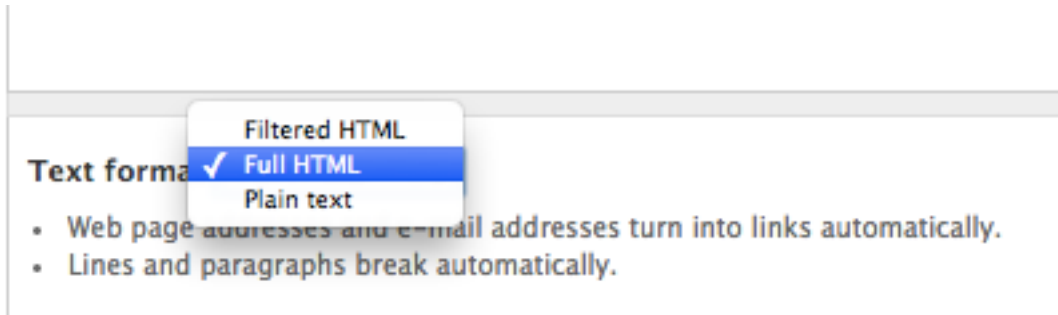 Filtered HTML
Text forma ✓ Full HTML
Plain text
Web page addresses and e-mail addresses turn into links automatically.
Lines and paragraphs break automatically.